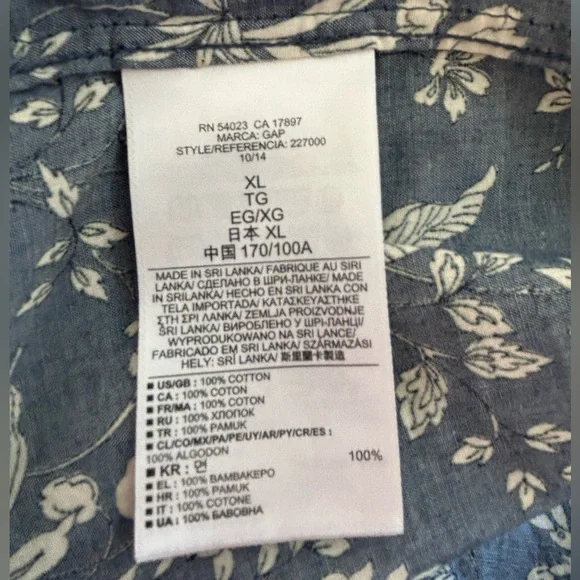 RN 54023 CA 17897
MARCA: GAP
STYLE/REFERENCIA: 227000
10/14
XL
TG
EG/XG
日本 XL
中国 170/100A
MADE IN SRI LANKA/ FABRIQUE AU SIRI
LANKA/ СДЕЛАНО В ШРИ-ЛАНКЕ/ MADE
IN SRILANKA/ HECHO EN SRI LANKA CON
TELA IMPORTADA/ ΚΑΤΑΣΚΕΥΑΣΤΗΚΕ
ΣΤΗ ΣΡΙ ΛΑΝΚΑ/ ZEMLJA PROIZVODNJE
ŠRI LANKA/ ВИРОБЛЕНО У ШРІ-ЛАНЦІ/
WYPRODUKOWANO NA SRI LANCE/
FABRICADO EM SRI LANKA/ SZÁRMAZÁSI
HELY: SRÍ LANKA/ 斯里蘭卡製造
■ US/GB : 100% COTTON
■ CA : 100% COTON
■ FR/MA : 100% COTON
■ RU : 100% ХЛОПОК
■ TR : 100% PAMUK
■ CL/CO/MX/PA/PE/UY/AR/PY/CR/ES :
100% ALGODON
■ KR : 면 100%
■ EL : 100% ΒΑΜΒΑΚΕΡΟ
■ HR : 100% PAMUK
■ IT : 100% COTONE
■ UA : 100% БАВОВНА